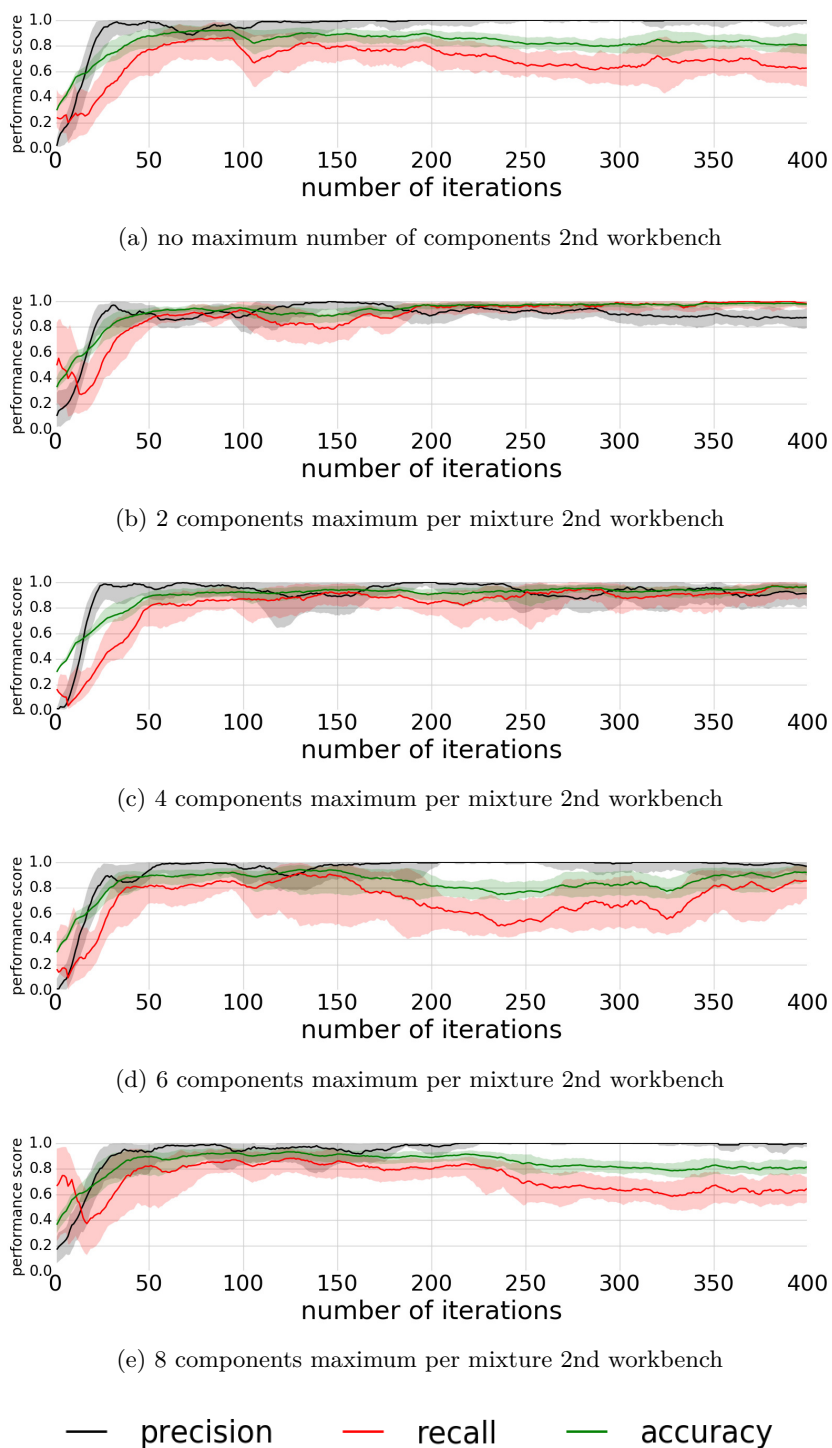 performance score
1.0
0.8
0.6
0.4
0.2
0.0
0 50 100 150 200 250 300 350 400
number of iterations
(a) no maximum number of components 2nd workbench
performance score
1.0
0.8
0.6
0.4
0.2
0.0
0 50 100 150 200 250 300 350 400
number of iterations
(b) 2 components maximum per mixture 2nd workbench
performance score
1.0
0.8
0.6
0.4
0.2
0.0
0 50 100 150 200 250 300 350 400
number of iterations
(c) 4 components maximum per mixture 2nd workbench
performance score
1.0
0.8
0.6
0.4
0.2
0.0
0 50 100 150 200 250 300 350 400
number of iterations
(d) 6 components maximum per mixture 2nd workbench
performance score
1.0
0.8
0.6
0.4
0.2
0.0
0 50 100 150 200 250 300 350 400
number of iterations
(e) 8 components maximum per mixture 2nd workbench
precision recall accuracy